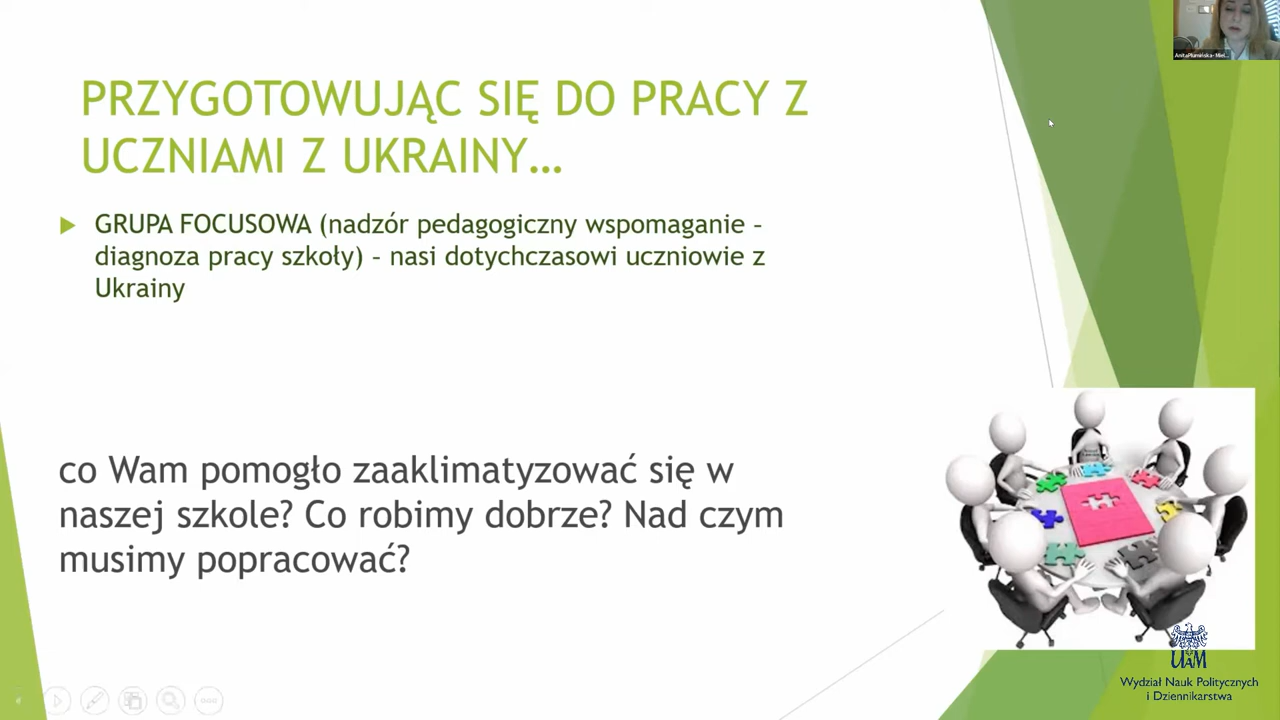 PRZYGOTOWUJĄC SIĘ DO PRACY Z
UCZNIAMI Z UKRAINY…
GRUPA FOCUSOWA (nadzór pedagogiczny wspomaganie –
diagnoza pracy szkoły) – nasi dotychczasowi uczniowie z
Ukrainy
co Wam pomogło zaaklimatyzować się w
naszej szkole? Co robimy dobrze? Nad czym
musimy popracować?
UAM
Wydział Nauk Politycznych
i Dziennikarstwa